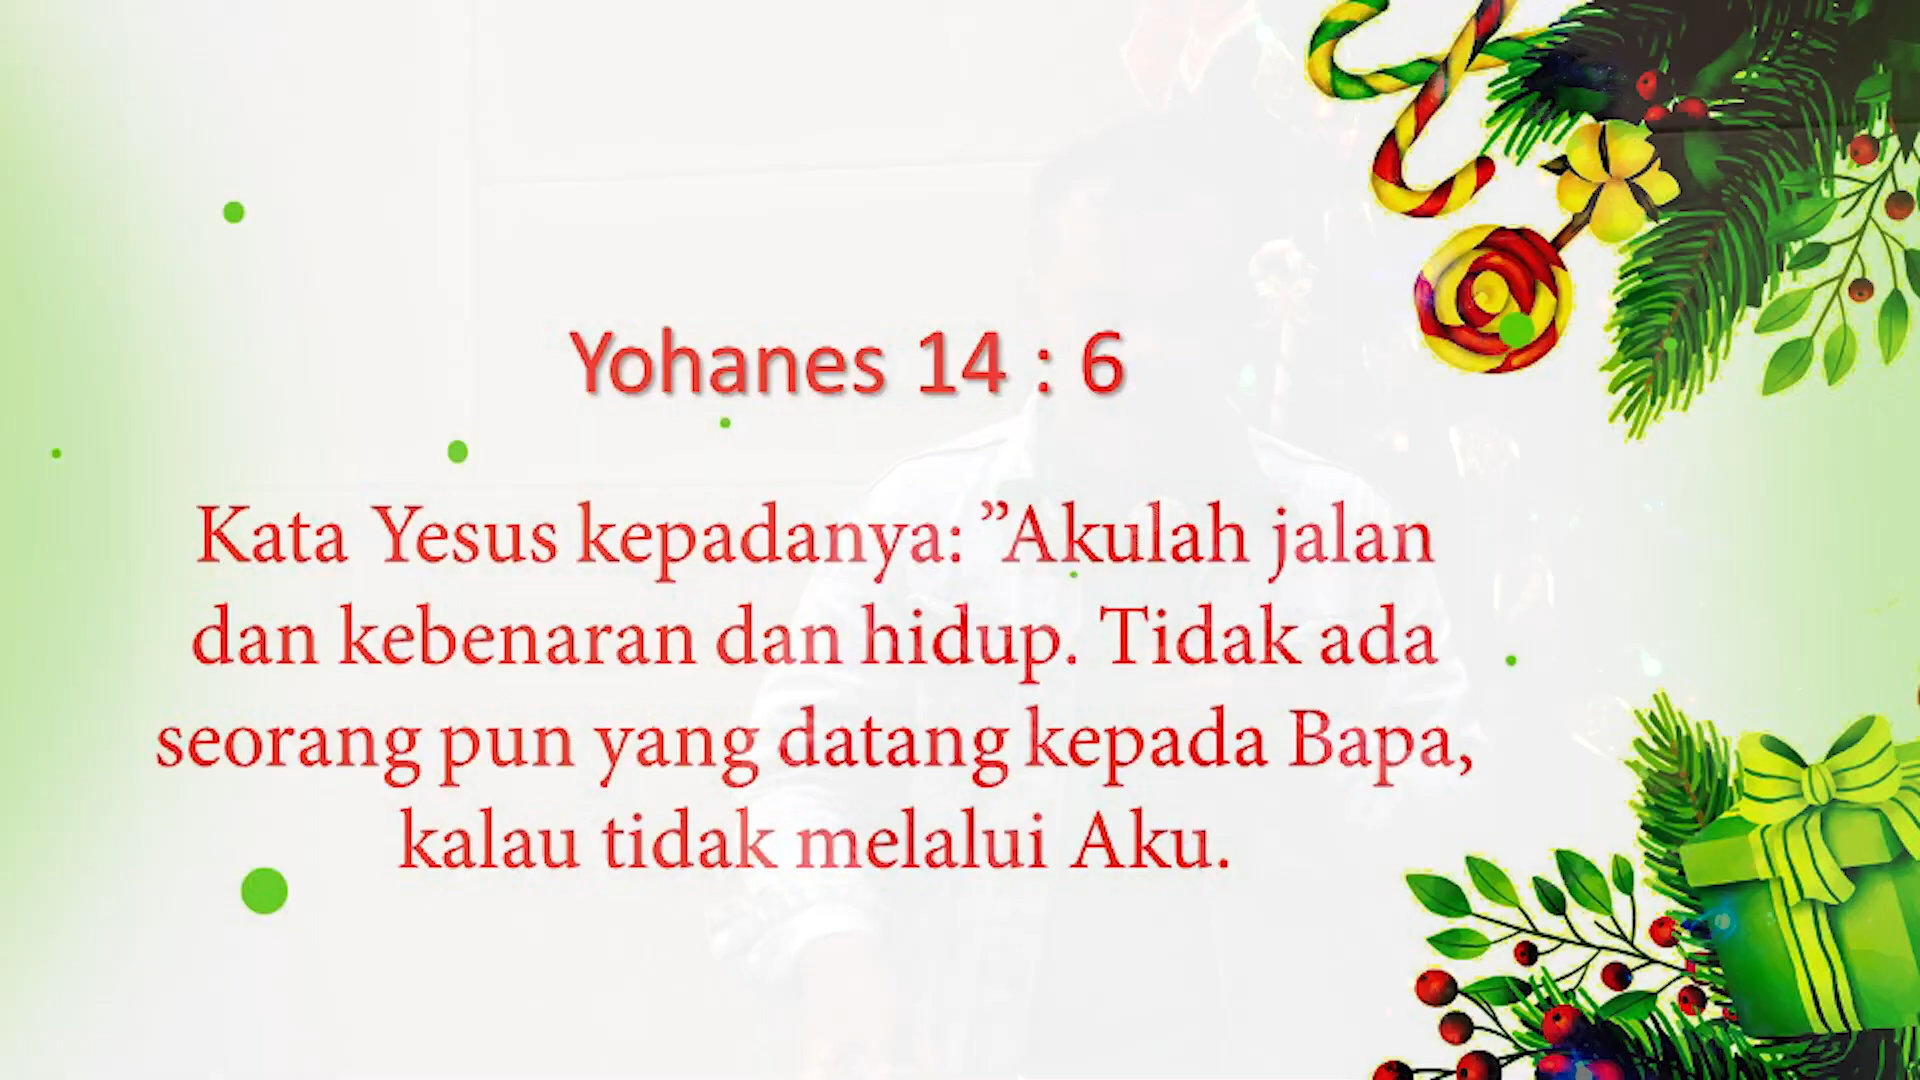 Yohanes 14 : 6
Kata Yesus kepadanya: ”Akulah jalan
dan kebenaran dan hidup. Tidak ada
seorang pun yang datang kepada Bapa,
kalau tidak melalui Aku.